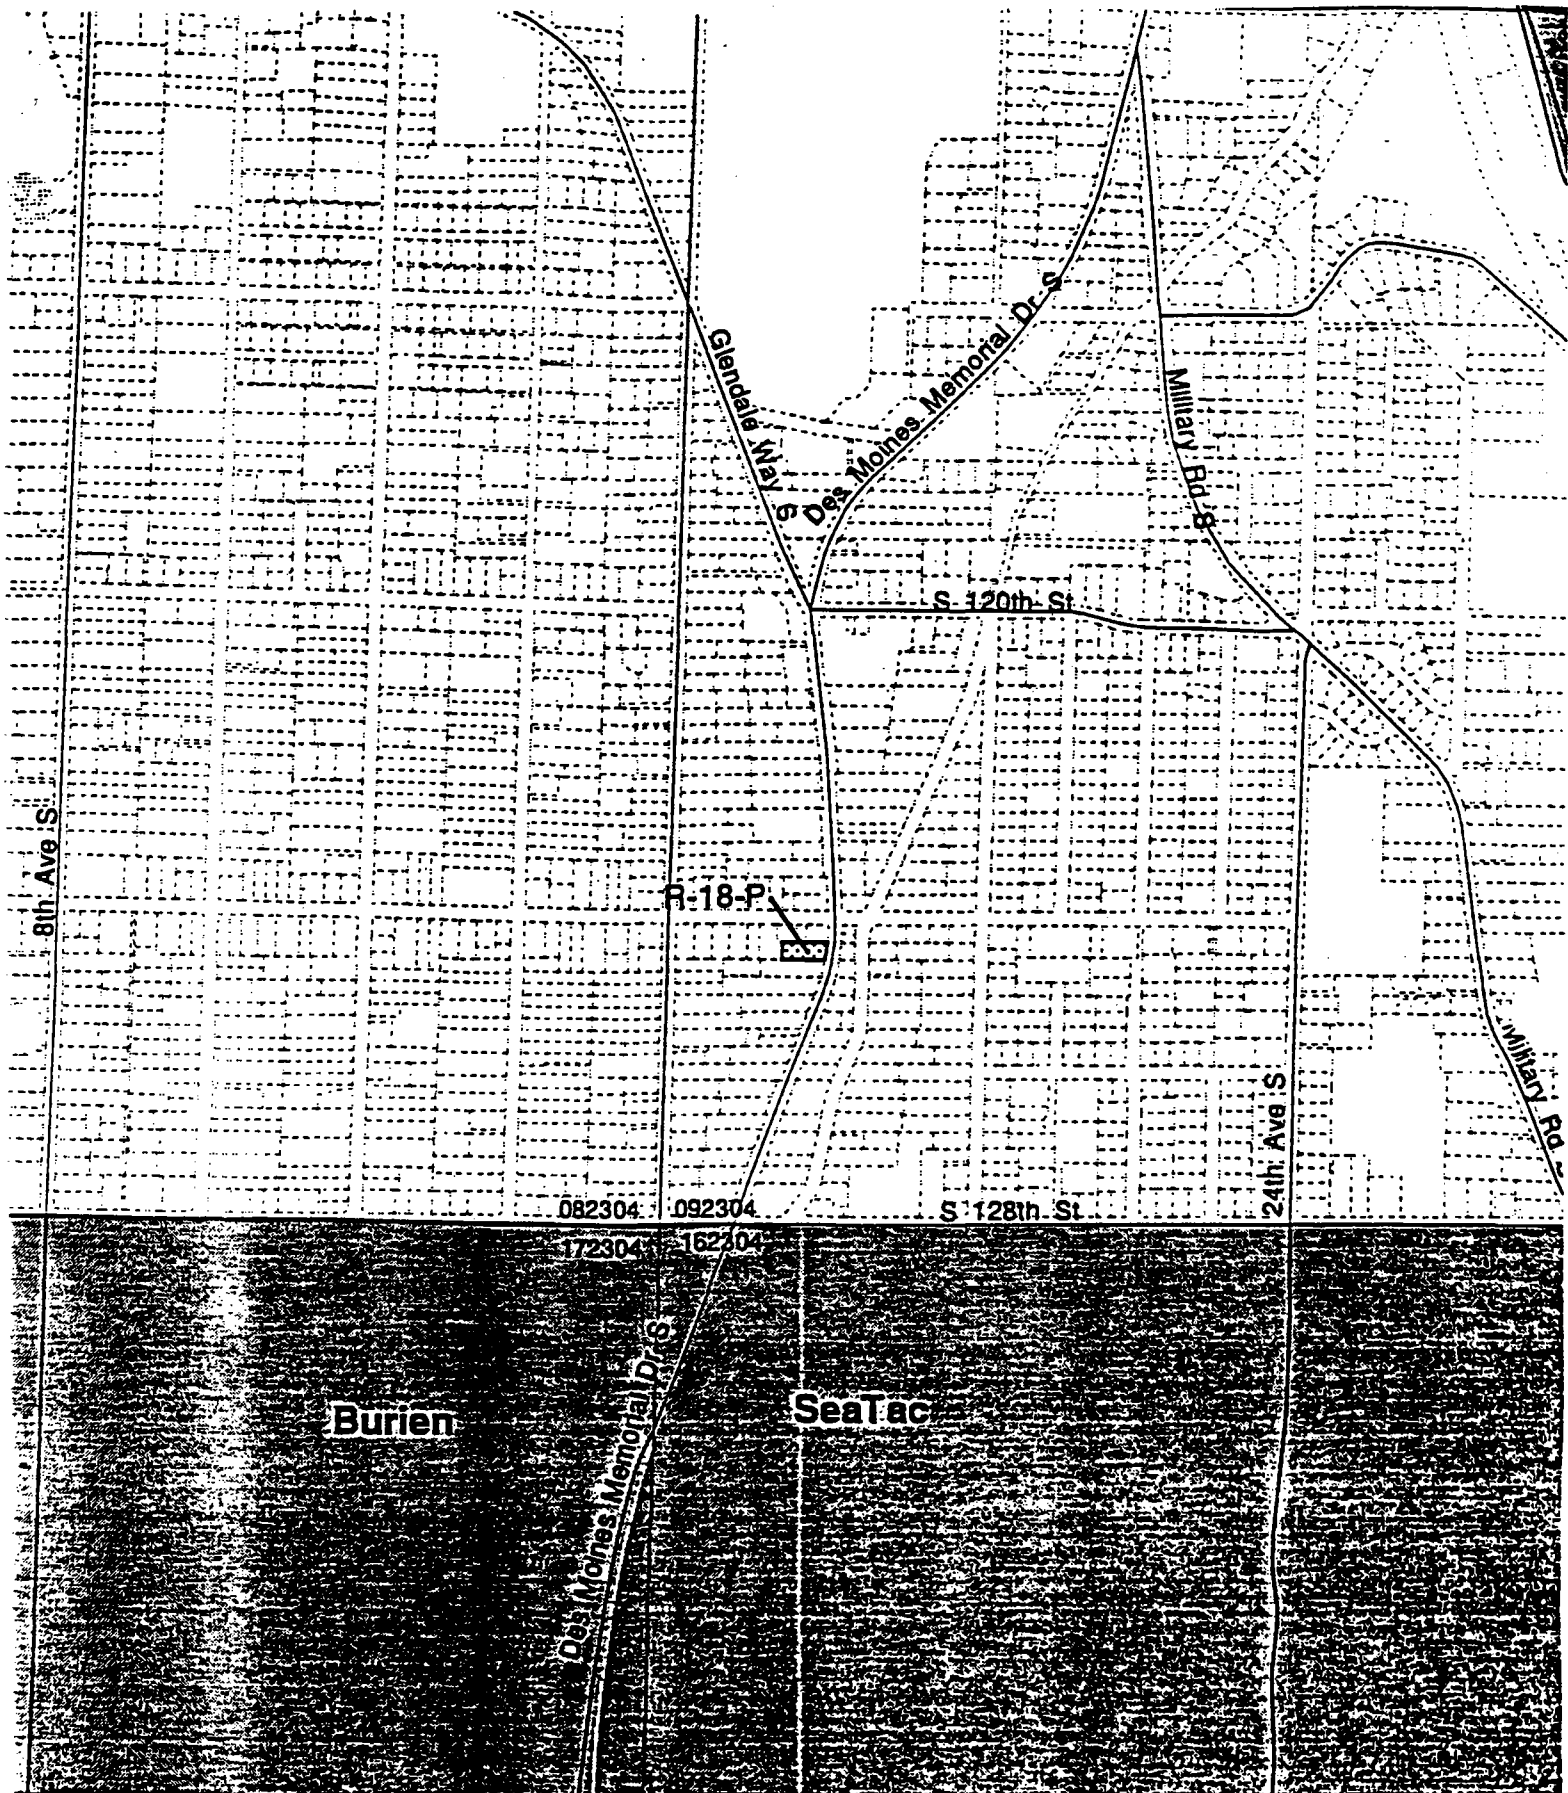 Glendale Way S
Des Moines Memorial Dr S
Military Rd S
S 120th St
8th Ave S
R-18-P
Military Rd
24th Ave S
082304
092304
S 128th St
172304
162304
Des Moines Memorial Dr S
Burien
SeaTac